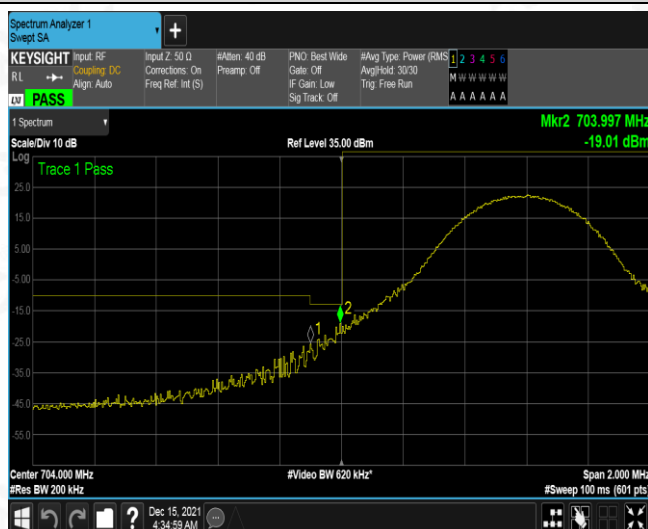 Spectrum Analyzer 1
Swept SA
KEYSIGHT Input: RF Input Z: 50 Ω #Atten: 40 dB PNO: Best Wide #Avg Type: Power (RMS 1 2 3 4 5 6
RL Coupling: DC Corrections: On Preamp: Off Gate: Off Avg|Hold: 30/30 M W W W W W
Align: Auto Freq Ref: Int (S) IF Gain: Low Trig: Free Run
LXI PASS Sig Track: Off A A A A A A
1 Spectrum Mkr2 703.997 MHz
Scale/Div 10 dB Ref Level 35.00 dBm -19.01 dBm
Log
Trace 1 Pass
25.0
15.0
5.00
-5.00
-15.0
2
1
-25.0
-35.0
-45.0
-55.0
Center 704.000 MHz #Video BW 620 kHz* Span 2.000 MHz
#Res BW 200 kHz #Sweep 100 ms (601 pts)
? Dec 15, 2021
4:34:59 AM